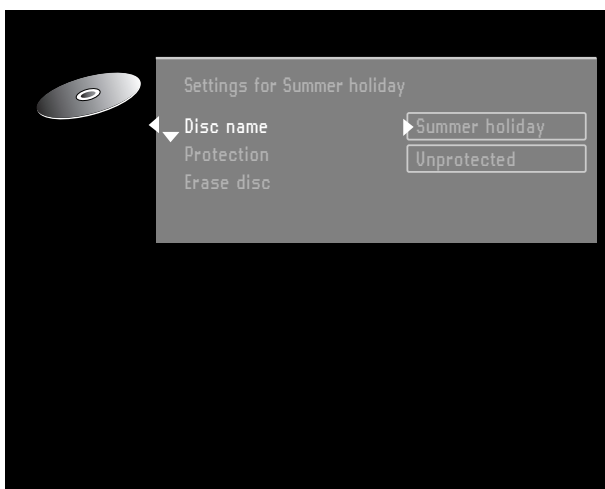 Settings for Summer holiday
Disc name Summer holiday
Protection Unprotected
Erase disc